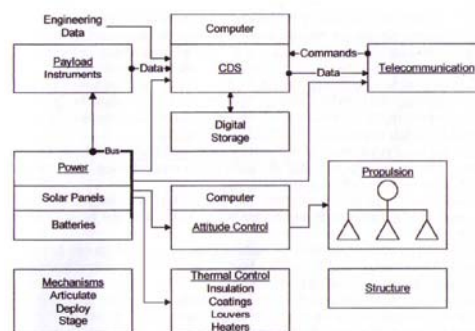 Engineering
Data
Computer
CDS
Payload
Instruments
Data
Commands
Data
Telecommunication
Digital
Storage
Bus
Power
Solar Panels
Batteries
Computer
Attitude Control
Propulsion
Mechanisms
Articulate
Deploy
Stage
Thermal Control
Insulation
Coatings
Louvers
Heaters
Structure